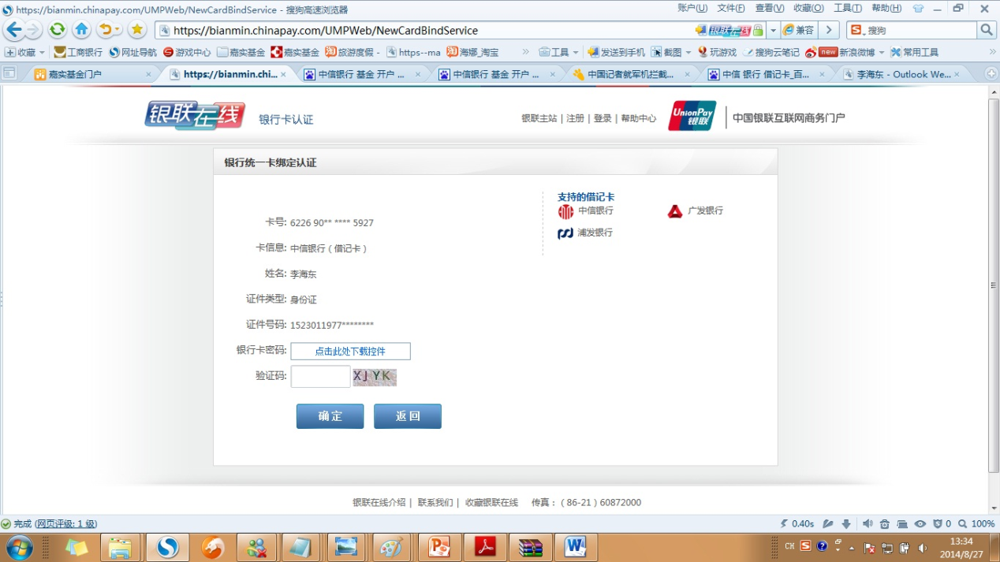 https://bianmin.chinapay.com/UMPWeb/NewCardBindService - 搜狗高速浏览器
账户(U) 文件(F) 查看(V) 收藏(O) 工具(T) 帮助(H)
https://bianmin.chinapay.com/UMPWeb/NewCardBindService 银联在线 兼容 搜狗
收藏 工商银行 网址导航 游戏中心 嘉实基金 嘉实基金 旅游度假 - https--ma 海娜_淘宝 » 工具 发送到手机 截图 玩游戏 搜狗云笔记 new 新浪微博 常用工具 »
嘉实基金门户 https://bianmin.chi... 中信银行 基金 开户 ... 中信银行 基金 开户 ... 中国记者就军机拦截... 中信 银行 借记卡_百... 李海东 - Outlook We...
银联在线 银行卡认证 银联主站 | 注册 | 登录 | 帮助中心 UnionPay 银联 中国银联互联网商务门户
银行统一卡绑定认证
支持的借记卡
中信银行 广发银行
浦发银行
卡号: 6226 90** **** 5927
卡信息: 中信银行 ( 借记卡 )
姓名: 李海东
证件类型: 身份证
证件号码: 1523011977********
银行卡密码: 点击此处下载控件
验证码: XJYK
确定 返回
银联在线介绍 | 联系我们 | 收藏银联在线 传真：( 86-21 ) 60872000
完成 (网页评级: 1 级) 0.40s 0 100%
CH 13:34
2014/8/27